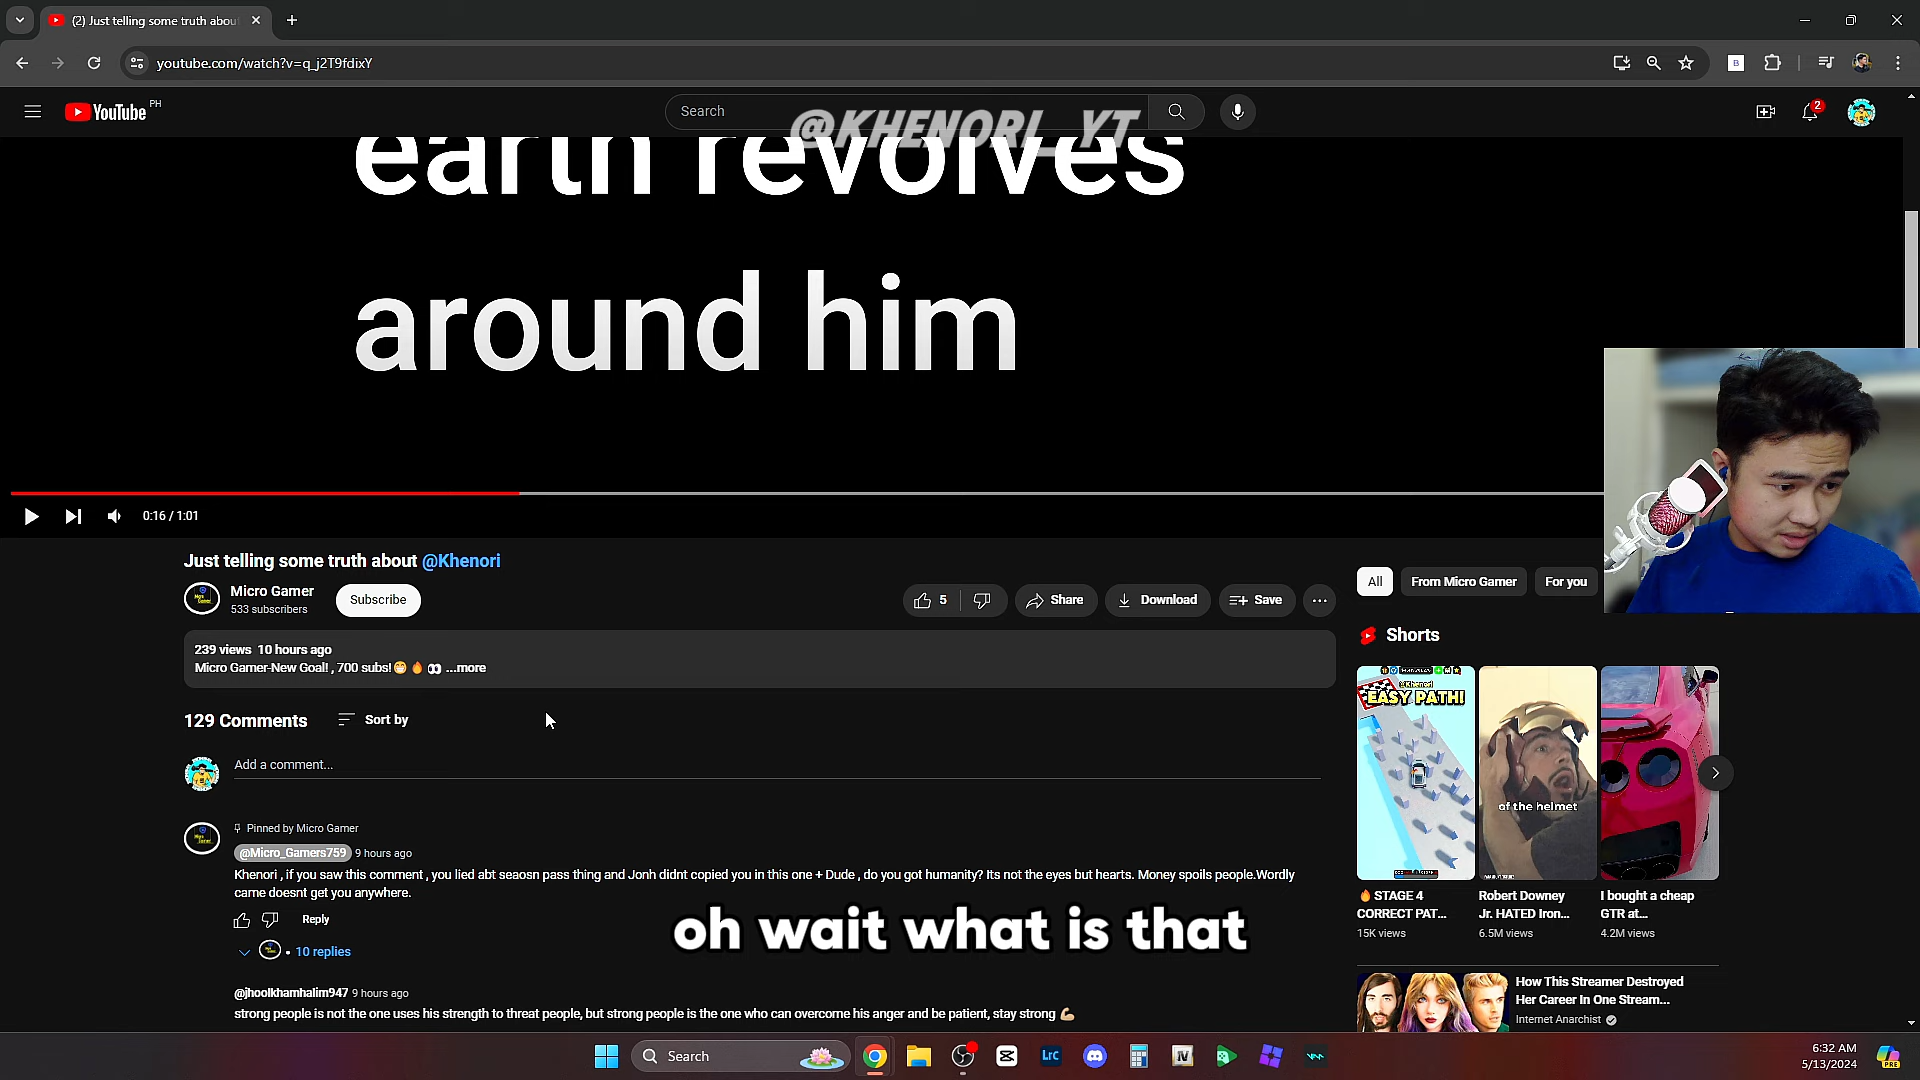 (2) Just telling some truth about
youtube.com/watch?v=q_j2T9fdixY
YouTube PH
Search
@KHENORI_YT
2
earth revolves
around him
0:16 / 1:01
Just telling some truth about @Khenori
Micro Gamer
533 subscribers
Subscribe
5
Share
Download
Save
All
From Micro Gamer
For you
239 views 10 hours ago
Micro Gamer-New Goal! , 700 subs!😁🔥👀 ...more
129 Comments
Sort by
Add a comment...
Pinned by Micro Gamer
@Micro_Gamers759 9 hours ago
Khenori , if you saw this comment , you lied abt seaosn pass thing and Jonh didnt copied you in this one + Dude , do you got humanity? Its not the eyes but hearts. Money spoils people.Wordly
came doesnt get you anywhere.
Reply
10 replies
@jhoolkhamhalim947 9 hours ago
strong people is not the one uses his strength to threat people, but strong people is the one who can overcome his anger and be patient, stay strong 💪🏼
oh wait what is that
Shorts
@Khenori
EASY PATH!
of the helmet
🔥 STAGE 4
CORRECT PAT...
15K views
Robert Downey
Jr. HATED Iron...
6.5M views
I bought a cheap
GTR at...
4.2M views
How This Streamer Destroyed
Her Career In One Stream...
Internet Anarchist
Search
Lrc
6:32 AM
5/13/2024
PRE